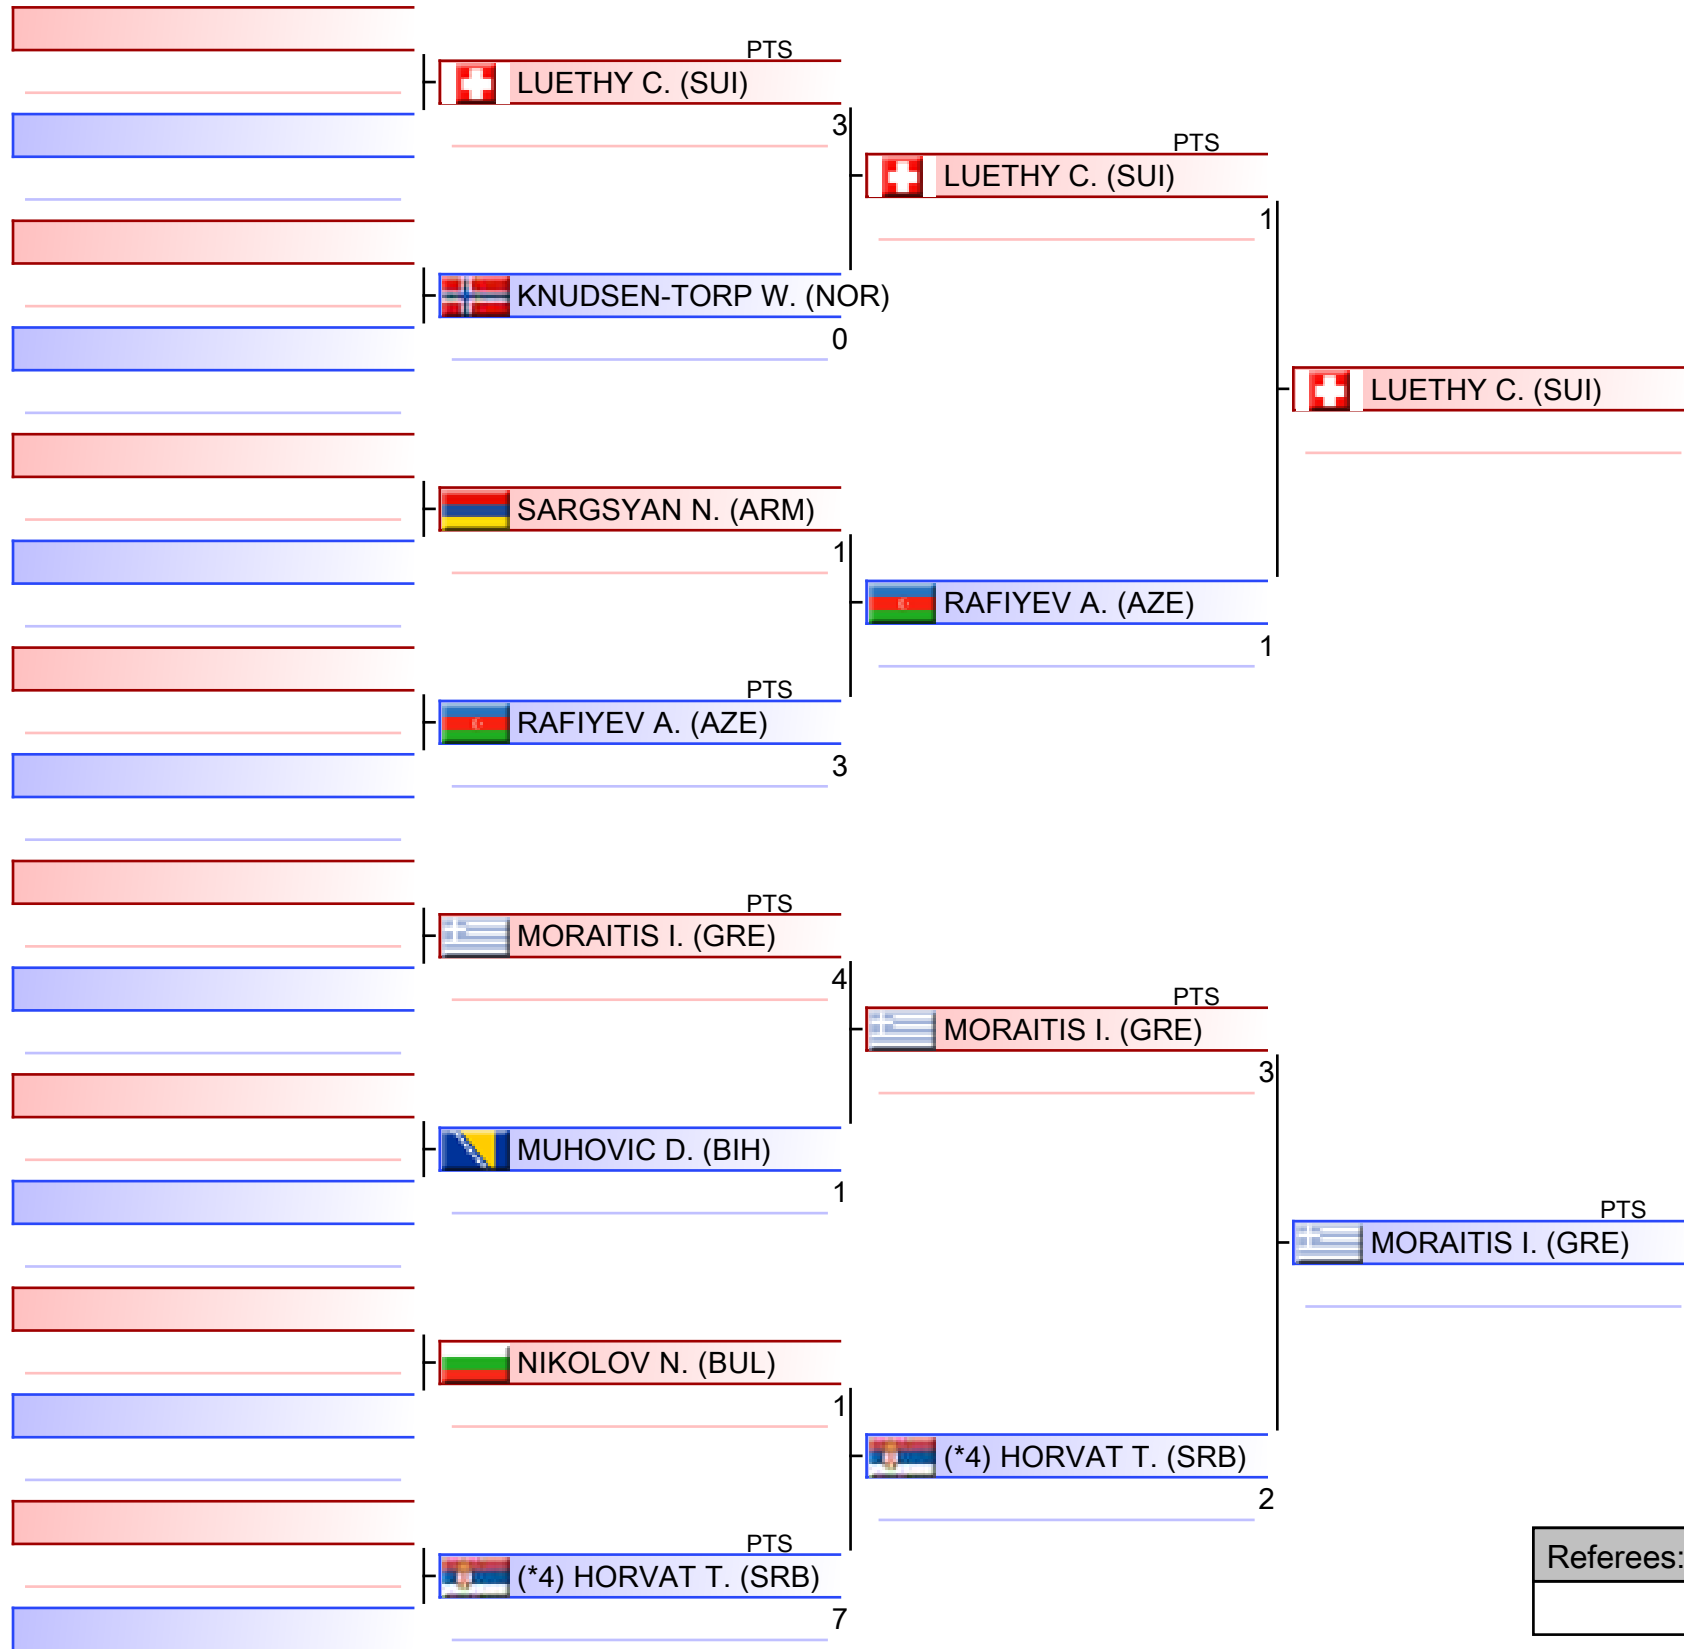 PTS
LUETHY C. (SUI)
3
PTS
LUETHY C. (SUI)
1
KNUDSEN-TORP W. (NOR)
0
LUETHY C. (SUI)
SARGSYAN N. (ARM)
1
RAFIYEV A. (AZE)
1
PTS
RAFIYEV A. (AZE)
3
PTS
MORAITIS I. (GRE)
4
PTS
MORAITIS I. (GRE)
3
MUHOVIC D. (BIH)
1
PTS
MORAITIS I. (GRE)
NIKOLOV N. (BUL)
1
(*4) HORVAT T. (SRB)
2
PTS
(*4) HORVAT T. (SRB)
7
Referees: